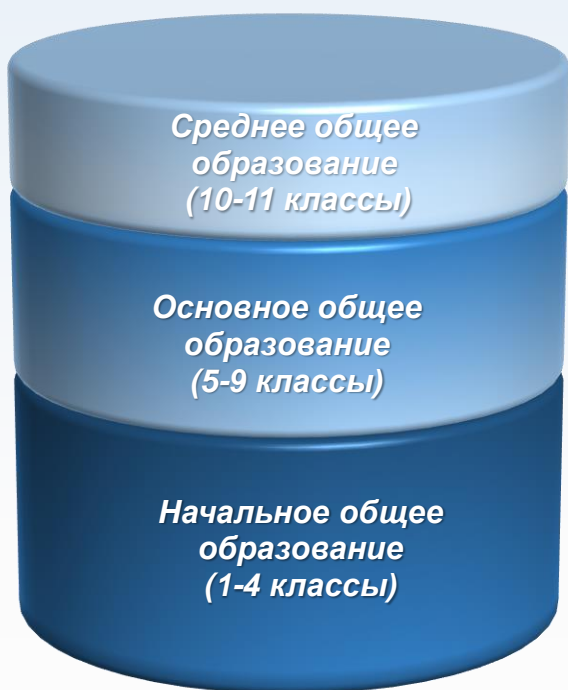 Среднее общее
образование
(10-11 классы)
Основное общее
образование
(5-9 классы)
Начальное общее
образование
(1-4 классы)